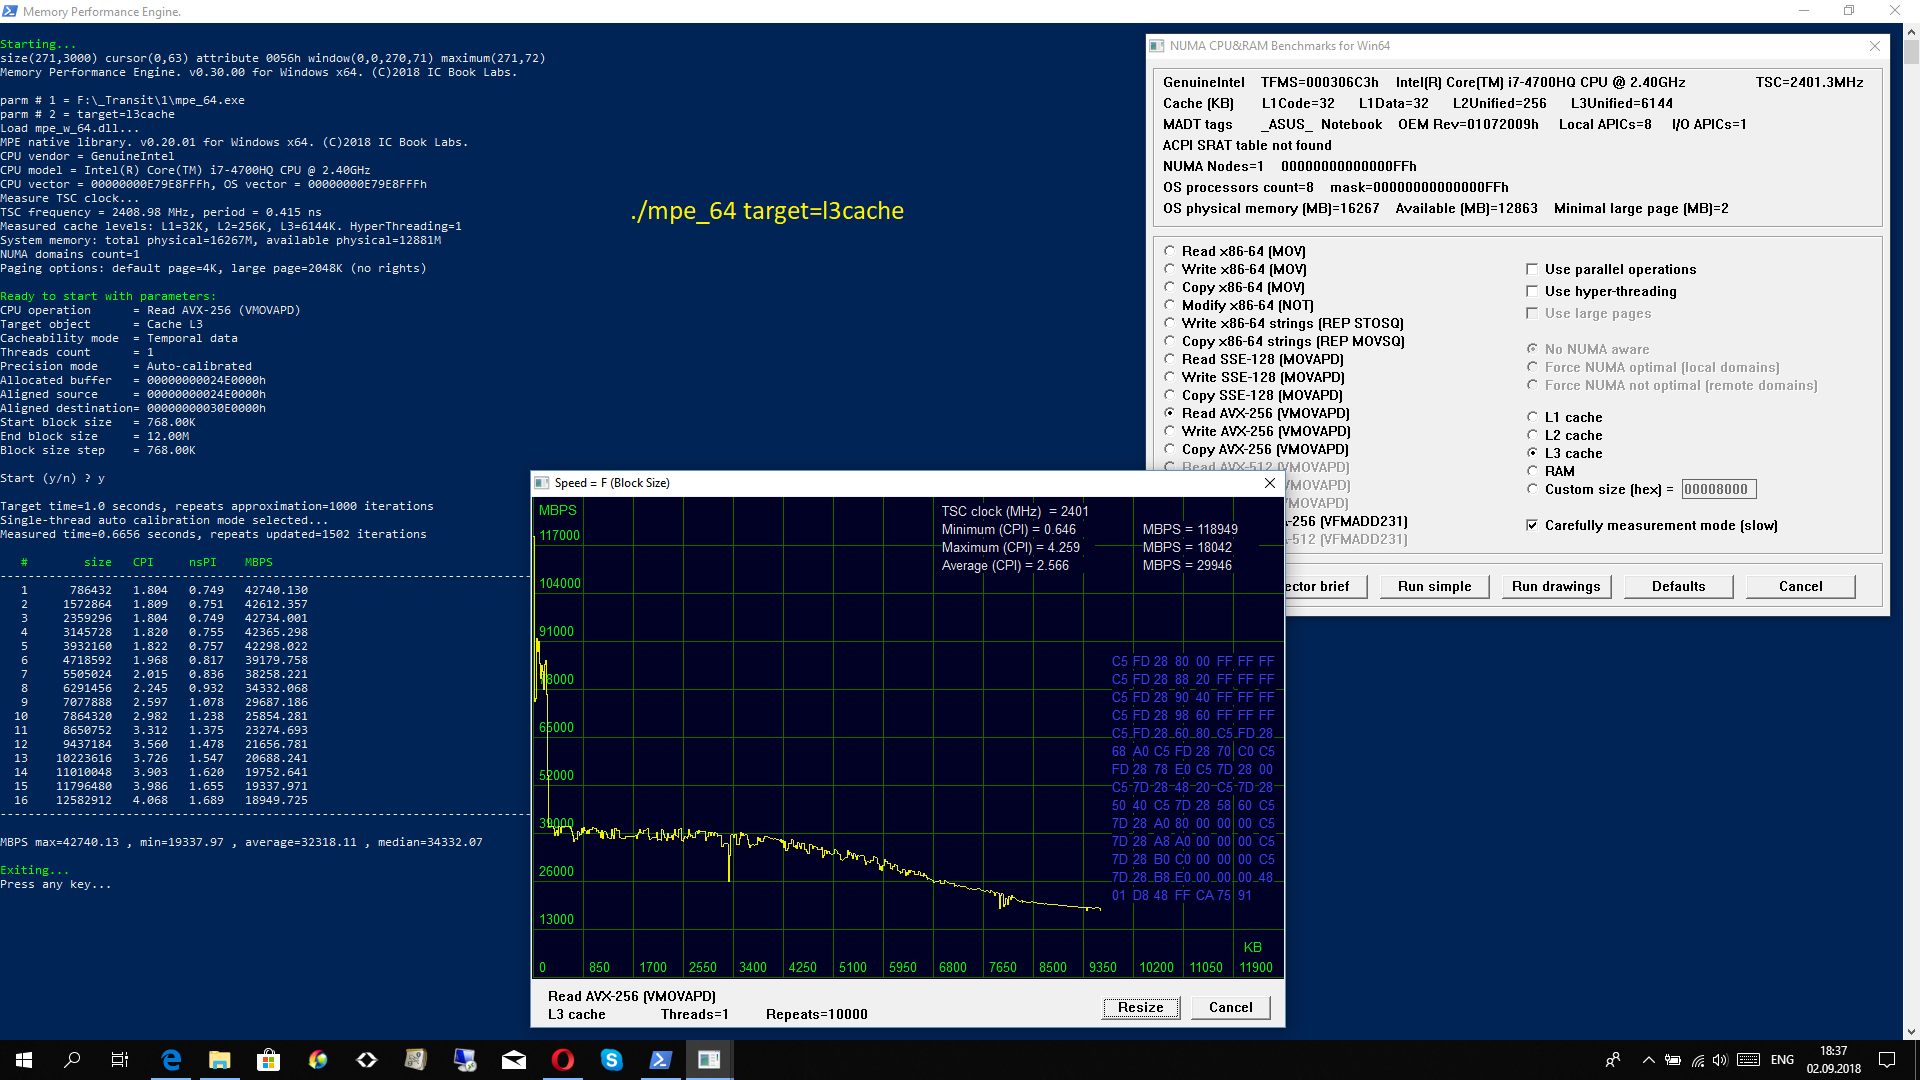 Memory Performance Engine.
Starting...
size(271,3000) cursor(0,63) attribute 0056h window(0,0,270,71) maximum(271,72)
Memory Performance Engine. v0.30.00 for Windows x64. (C)2018 IC Book Labs.
parm # 1 = F:\_Transit\1\mpe_64.exe
parm # 2 = target=l3cache
Load mpe_w_64.dll...
MPE native library. v0.20.01 for Windows x64. (C)2018 IC Book Labs.
CPU vendor = GenuineIntel
CPU model = Intel(R) Core(TM) i7-4700HQ CPU @ 2.40GHz
CPU vector = 00000000E79E8FFFh, OS vector = 00000000E79E8FFFh
Measure TSC clock...
TSC frequency = 2408.98 MHz, period = 0.415 ns
Measured cache levels: L1=32K, L2=256K, L3=6144K. HyperThreading=1
System memory: total physical=16267M, available physical=12881M
NUMA domains count=1
Paging options: default page=4K, large page=2048K (no rights)
Ready to start with parameters:
CPU operation = Read AVX-256 (VMOVAPD)
Target object = Cache L3
Cacheability mode = Temporal data
Threads count = 1
Precision mode = Auto-calibrated
Allocated buffer = 00000000024E0000h
Aligned source = 00000000024E0000h
Aligned destination= 00000000030E0000h
Start block size = 768.00K
End block size = 12.00M
Block size step = 768.00K
Start (y/n) ? y
Target time=1.0 seconds, repeats approximation=1000 iterations
Single-thread auto calibration mode selected...
Measured time=0.6656 seconds, repeats updated=1502 iterations
# size CPI nsPI MBPS
1 786432 1.804 0.749 42740.130
2 1572864 1.809 0.751 42612.357
3 2359296 1.804 0.749 42734.001
4 3145728 1.820 0.755 42365.298
5 3932160 1.822 0.757 42298.022
6 4718592 1.968 0.817 39179.758
7 5505024 2.015 0.836 38258.221
8 6291456 2.245 0.932 34332.068
9 7077888 2.597 1.078 29687.186
10 7864320 2.982 1.238 25854.281
11 8650752 3.312 1.375 23274.693
12 9437184 3.560 1.478 21656.781
13 10223616 3.726 1.547 20688.241
14 11010048 3.903 1.620 19752.641
15 11796480 3.986 1.655 19337.971
16 12582912 4.068 1.689 18949.725
MBPS max=42740.13 , min=19337.97 , average=32318.11 , median=34332.07
Exiting...
Press any key...
./mpe_64 target=l3cache
NUMA CPU&RAM Benchmarks for Win64
GenuineIntel TFMS=000306C3h Intel(R) Core(TM) i7-4700HQ CPU @ 2.40GHz TSC=2401.3MHz
Cache (KB) L1Code=32 L1Data=32 L2Unified=256 L3Unified=6144
MADT tags _ASUS_ Notebook OEM Rev=01072009h Local APICs=8 I/O APICs=1
ACPI SRAT table not found
NUMA Nodes=1 00000000000000FFh
OS processors count=8 mask=00000000000000FFh
OS physical memory (MB)=16267 Available (MB)=12863 Minimal large page (MB)=2
Read x86-64 (MOV)
Write x86-64 (MOV)
Copy x86-64 (MOV)
Modify x86-64 (NOT)
Write x86-64 strings (REP STOSQ)
Copy x86-64 strings (REP MOVSQ)
Read SSE-128 (MOVAPD)
Write SSE-128 (MOVAPD)
Copy SSE-128 (MOVAPD)
Read AVX-256 (VMOVAPD)
Write AVX-256 (VMOVAPD)
Copy AVX-256 (VMOVAPD)
Read AVX-512 (VMOVAPD)
VMOVAPD)
VMOVAPD)
-256 (VFMADD231)
-512 (VFMADD231)
Use parallel operations
Use hyper-threading
Use large pages
No NUMA aware
Force NUMA optimal (local domains)
Force NUMA not optimal (remote domains)
L1 cache
L2 cache
L3 cache
RAM
Custom size (hex) = 00008000
Carefully measurement mode (slow)
ector brief
Run simple
Run drawings
Defaults
Cancel
Speed = F (Block Size)
MBPS
117000
104000
91000
78000
65000
52000
39000
26000
13000
TSC clock (MHz) = 2401
Minimum (CPI) = 0.646 MBPS = 118949
Maximum (CPI) = 4.259 MBPS = 18042
Average (CPI) = 2.566 MBPS = 29946
C5 FD 28 80 00 FF FF FF
C5 FD 28 88 20 FF FF FF
C5 FD 28 90 40 FF FF FF
C5 FD 28 98 60 FF FF FF
C5 FD 28 60 80 C5 FD 28
68 A0 C5 FD 28 70 C0 C5
FD 28 78 E0 C5 7D 28 00
C5 7D 28 48 20 C5 7D 28
50 40 C5 7D 28 58 60 C5
7D 28 A0 80 00 00 00 C5
7D 28 A8 A0 00 00 00 C5
7D 28 B0 C0 00 00 00 C5
7D 28 B8 E0 00 00 00 48
01 D8 48 FF CA 75 91
KB
0 850 1700 2550 3400 4250 5100 5950 6800 7650 8500 9350 10200 11050 11900
Read AVX-256 (VMOVAPD)
L3 cache Threads=1 Repeats=10000
Resize
Cancel
ENG
18:37
02.09.2018